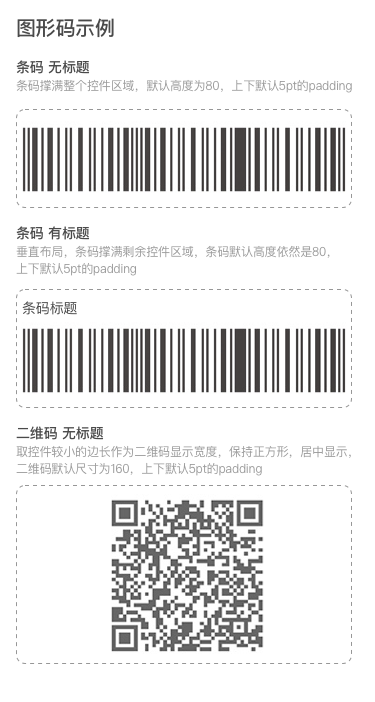 图形码示例
条码 无标题
条码撑满整个控件区域，默认高度为80，上下默认5pt的padding
条码 有标题
垂直布局，条码撑满剩余控件区域，条码默认高度依然是80，
上下默认5pt的padding
条码标题
二维码 无标题
取控件较小的边长作为二维码显示宽度，保持正方形，居中显示，
二维码默认尺寸为160，上下默认5pt的padding